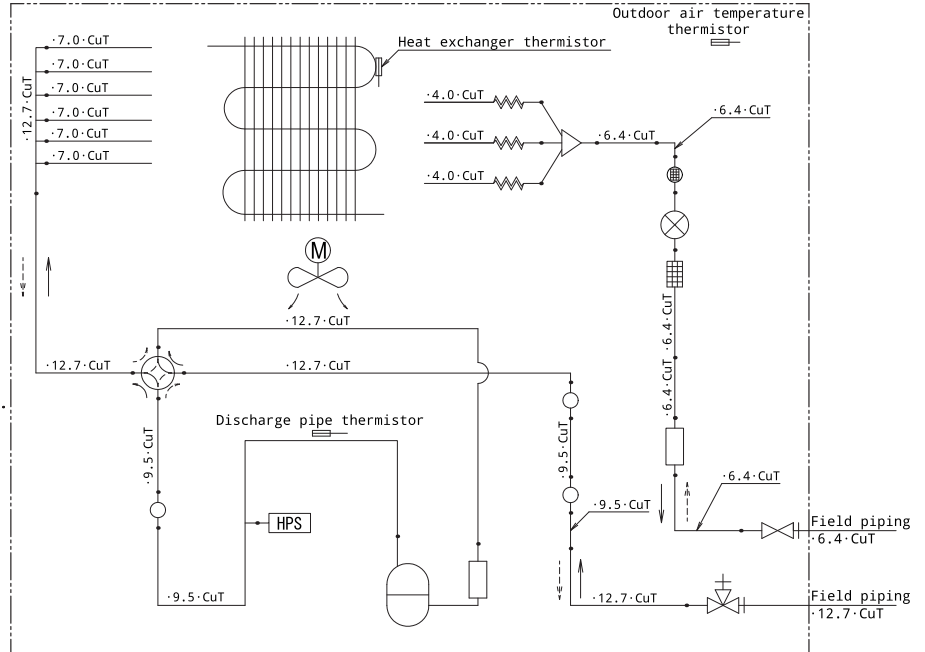 Outdoor air temperature
thermistor
·7.0·CuT
·7.0·CuT
·7.0·CuT
·7.0·CuT
·7.0·CuT
·7.0·CuT
·12.7·CuT
Heat exchanger thermistor
·4.0·CuT
·4.0·CuT
·4.0·CuT
·6.4·CuT
·6.4·CuT
M
·12.7·CuT
·12.7·CuT
·12.7·CuT
·6.4·CuT
·6.4·CuT
Discharge pipe thermistor
·9.5·CuT
·9.5·CuT
·6.4·CuT
·9.5·CuT
HPS
Field piping
·6.4·CuT
·9.5·CuT
·12.7·CuT
Field piping
·12.7·CuT